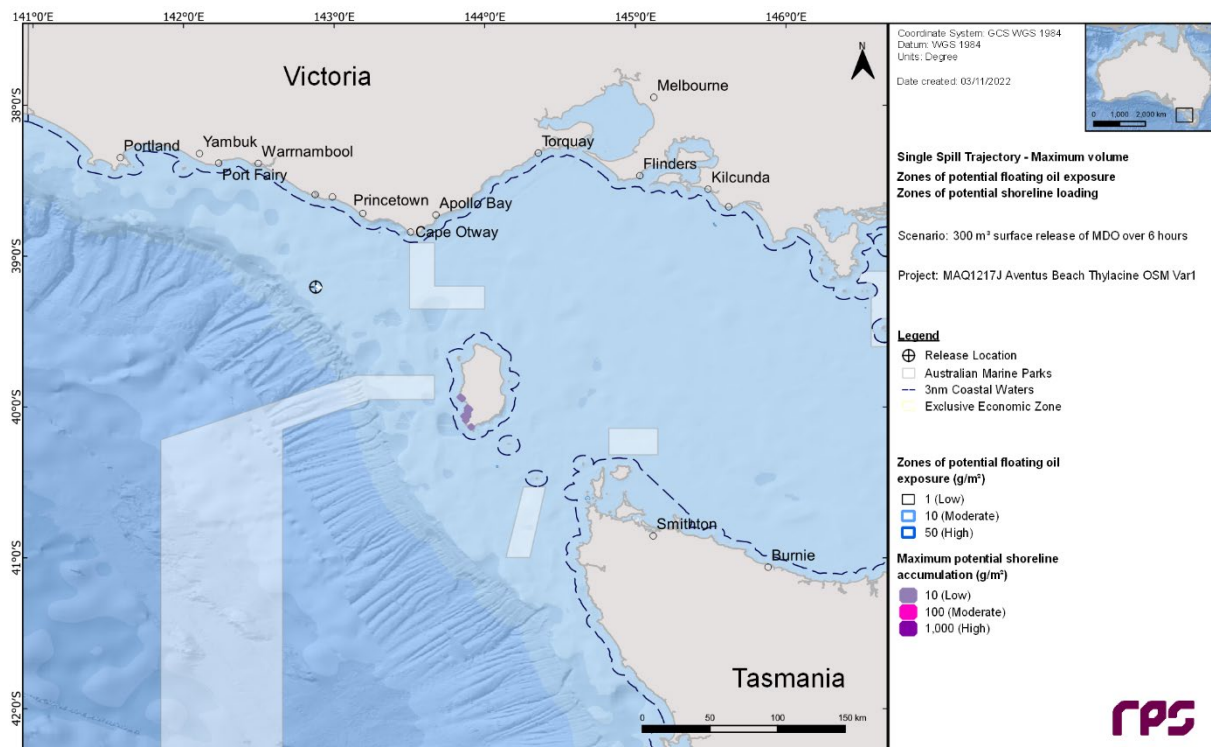 141°0'E
142°0'E
143°0'E
144°0'E
145°0'E
146°0'E
38°0'S
39°0'S
40°0'S
41°0'S
42°0'S
Victoria
Melbourne
Portland
Yambuk
Warrnambool
Port Fairy
Princetown
Torquay
Flinders
Kilcunda
Apollo Bay
Cape Otway
Smithton
Burnie
Tasmania
0 50 100 150 km
Coordinate System: GCS WGS 1984
Datum: WGS 1984
Units: Degree
Date created: 03/11/2022
N
0 1,000 2,000 km
Single Spill Trajectory - Maximum volume
Zones of potential floating oil exposure
Zones of potential shoreline loading
Scenario: 300 m³ surface release of MDO over 6 hours
Project: MAQ1217J Aventus Beach Thylacine OSM Var1
Legend
Release Location
Australian Marine Parks
3nm Coastal Waters
Exclusive Economic Zone
Zones of potential floating oil
exposure (g/m²)
1 (Low)
10 (Moderate)
50 (High)
Maximum potential shoreline
accumulation (g/m²)
10 (Low)
100 (Moderate)
1,000 (High)
rps